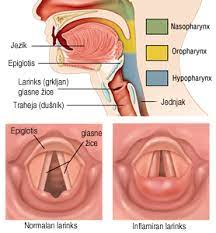 Nasopharynx
Oropharynx
Hypopharynx
Jezik
Epiglotis
Larinks (grkljan)
glasne žice
Traheja (dušnik)
Jednjak
Epiglotis
glasne
žice
Normalan larinks
Inflamiran larinks